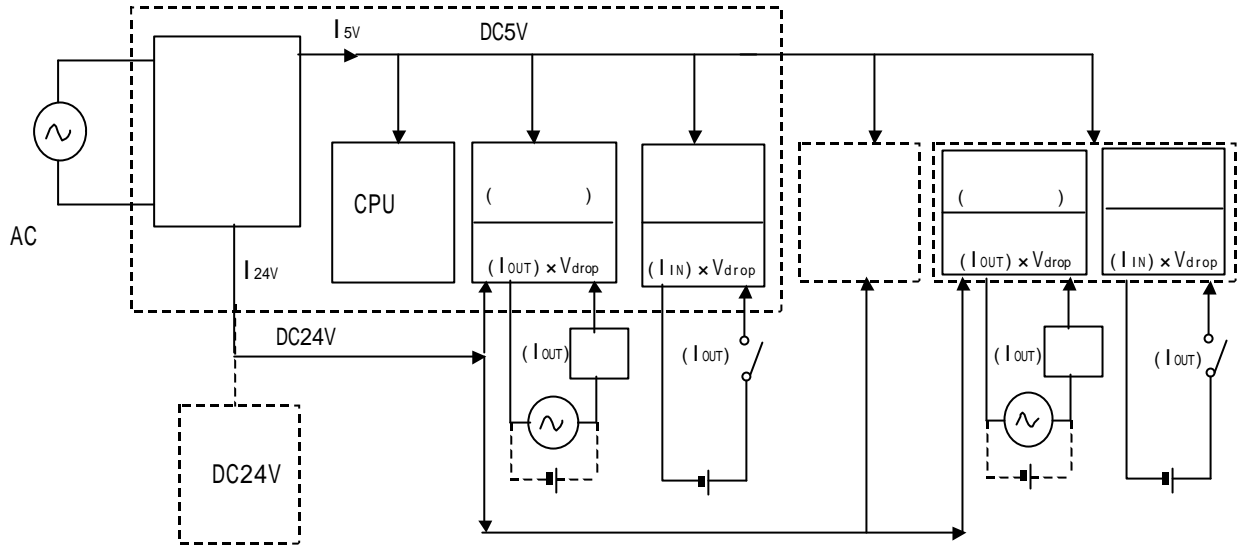 I5V DC5V
AC
CPU
( )
( )
(IOUT)×Vdrop
(IIN)×Vdrop
(IOUT)×Vdrop
(IIN)×Vdrop
I24V
DC24V
(IOUT)
(IOUT)
(IOUT)
(IOUT)
DC24V